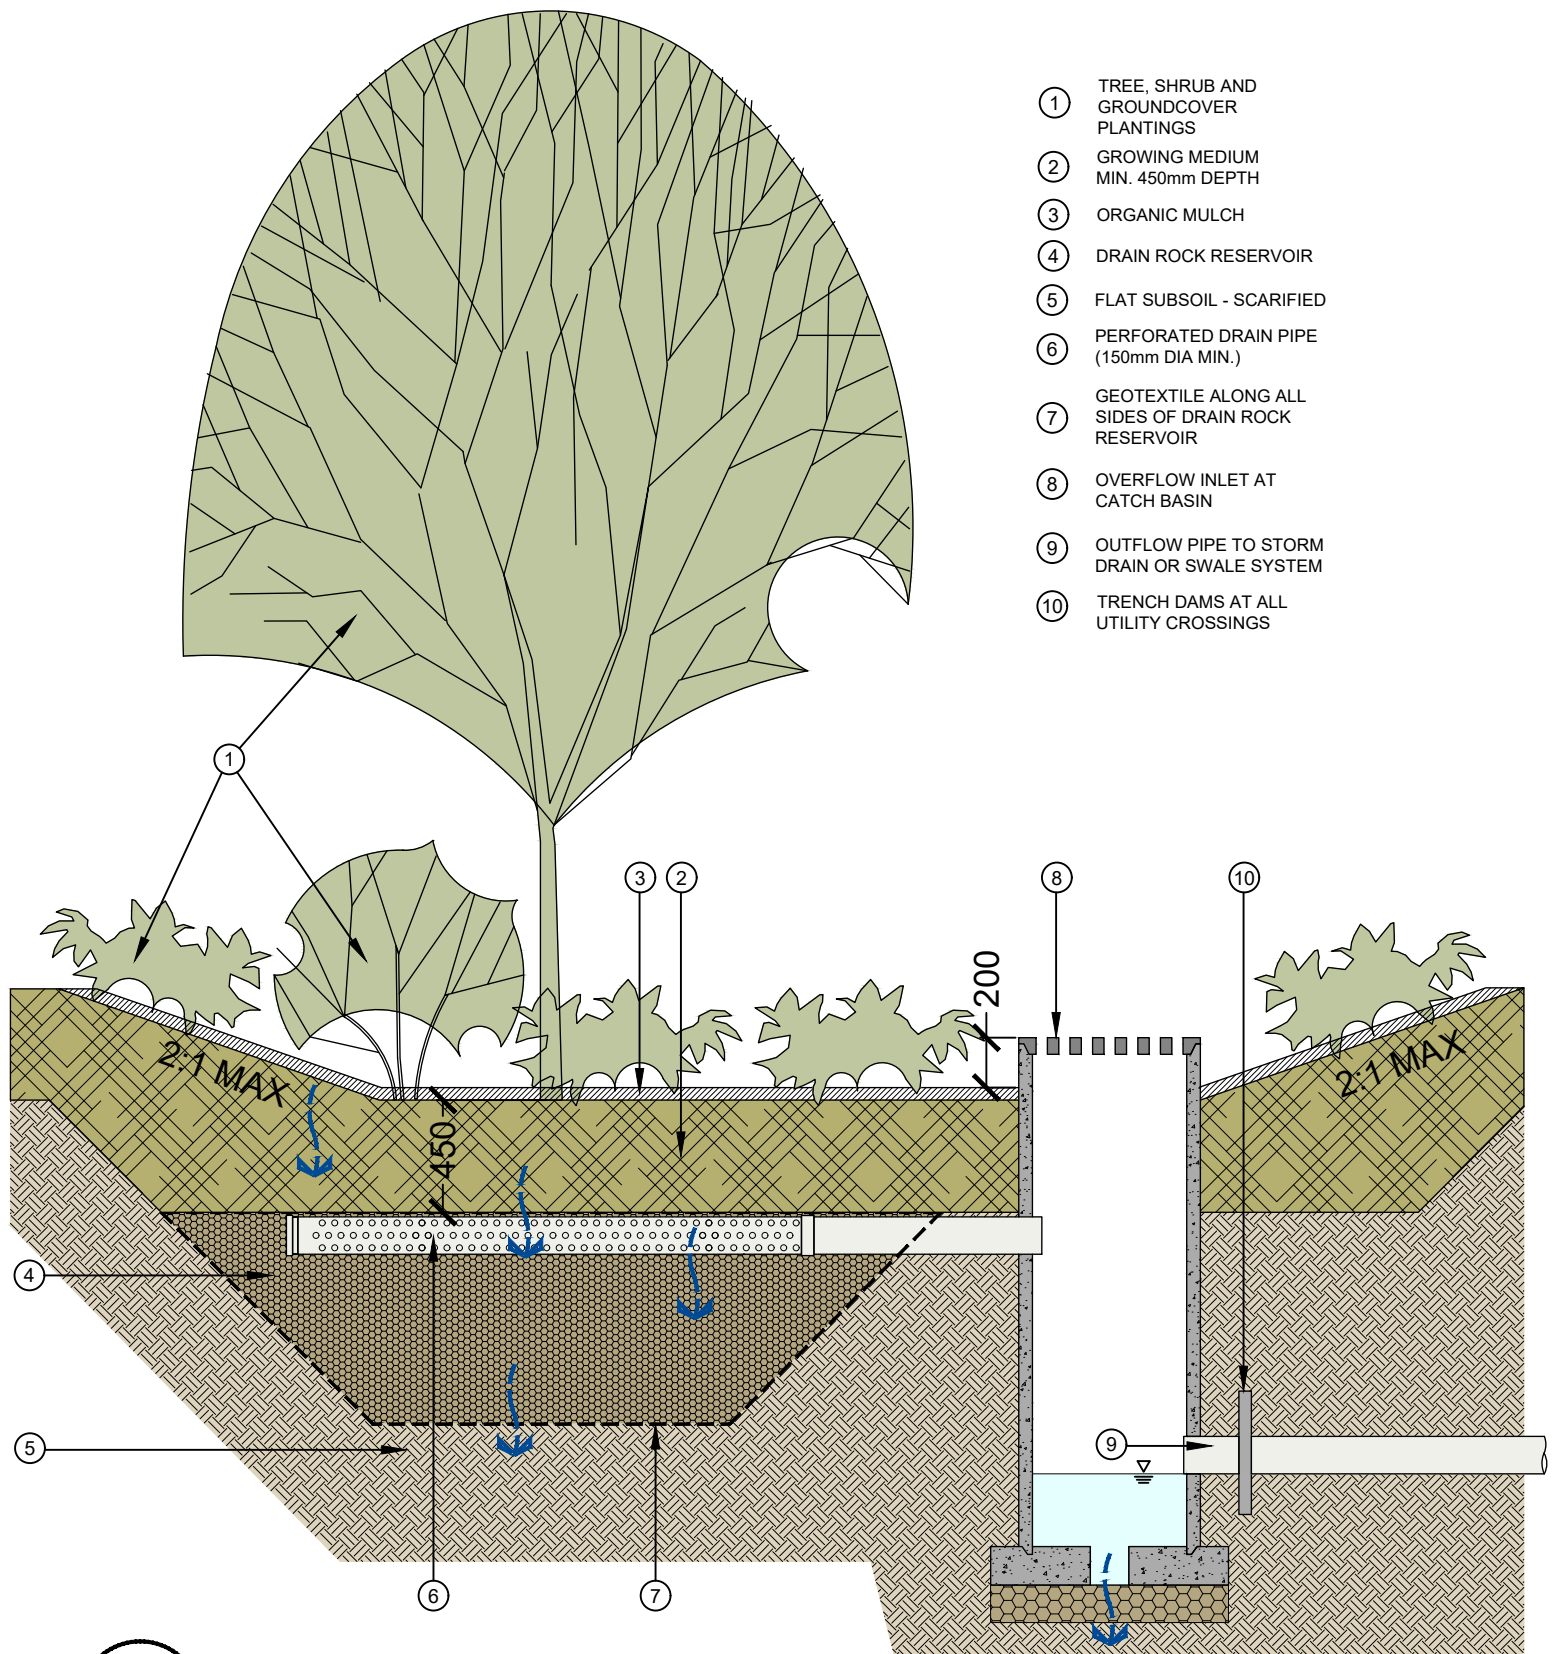 1 TREE, SHRUB AND
GROUNDCOVER
PLANTINGS
2 GROWING MEDIUM
MIN. 450mm DEPTH
3 ORGANIC MULCH
4 DRAIN ROCK RESERVOIR
5 FLAT SUBSOIL - SCARIFIED
6 PERFORATED DRAIN PIPE
(150mm DIA MIN.)
7 GEOTEXTILE ALONG ALL
SIDES OF DRAIN ROCK
RESERVOIR
8 OVERFLOW INLET AT
CATCH BASIN
9 OUTFLOW PIPE TO STORM
DRAIN OR SWALE SYSTEM
10 TRENCH DAMS AT ALL
UTILITY CROSSINGS
1
3
2
8
10
200
2:1 MAX
2:1 MAX
450
4
5
9
6
7